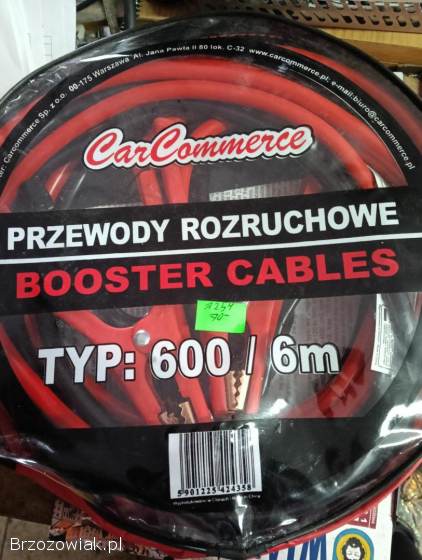 ar: Carcommerce Sp. z o.o. 00-175 Warszawa Al. Jana Pawła II 80 lok. C-32 www.carcommerce.pl, e-mail:biuro@carcommerce.pl
CarCommerce
PRZEWODY ROZRUCHOWE
BOOSTER CABLES
TYP: 600 / 6m
5901225424358
Brzozowiak.pl